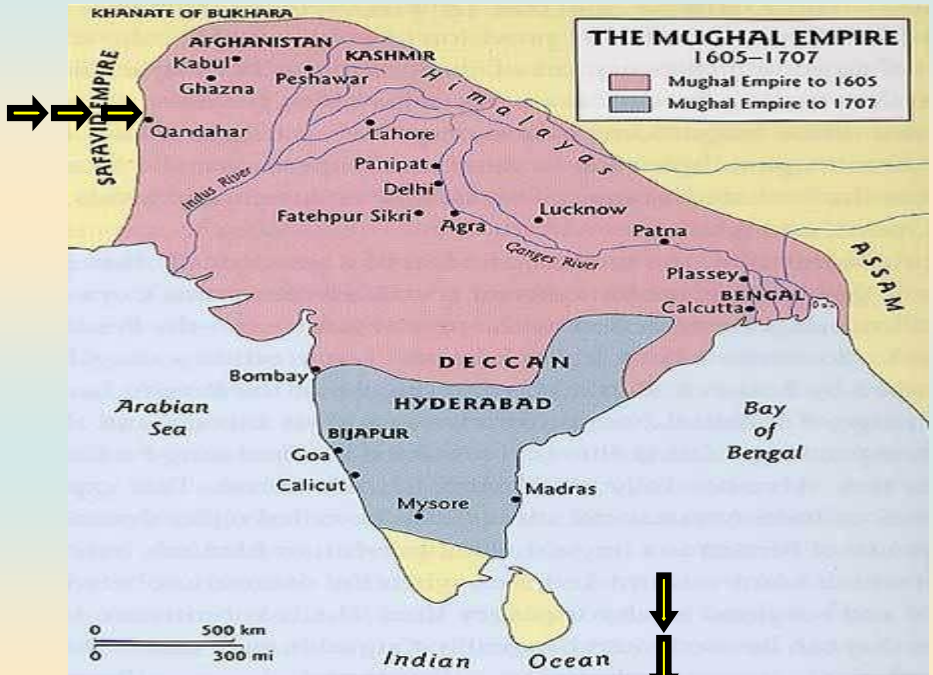 KHANATE OF BUKHARA
THE MUGHAL EMPIRE
1605–1707
Mughal Empire to 1605
Mughal Empire to 1707
AFGHANISTAN
KASHMIR
Kabul
Peshawar
Ghazna
Himalayas
SAFAVID EMPIRE
Qandahar
Lahore
Panipat
Indus River
Delhi
Fatehpur Sikri
Agra
Lucknow
Ganges River
Patna
ASSAM
Plassey
BENGAL
Calcutta
DECCAN
Bombay
HYDERABAD
Arabian
Sea
Bay
of
Bengal
BIJAPUR
Goa
Calicut
Mysore
Madras
0 500 km
0 300 mi
Indian Ocean